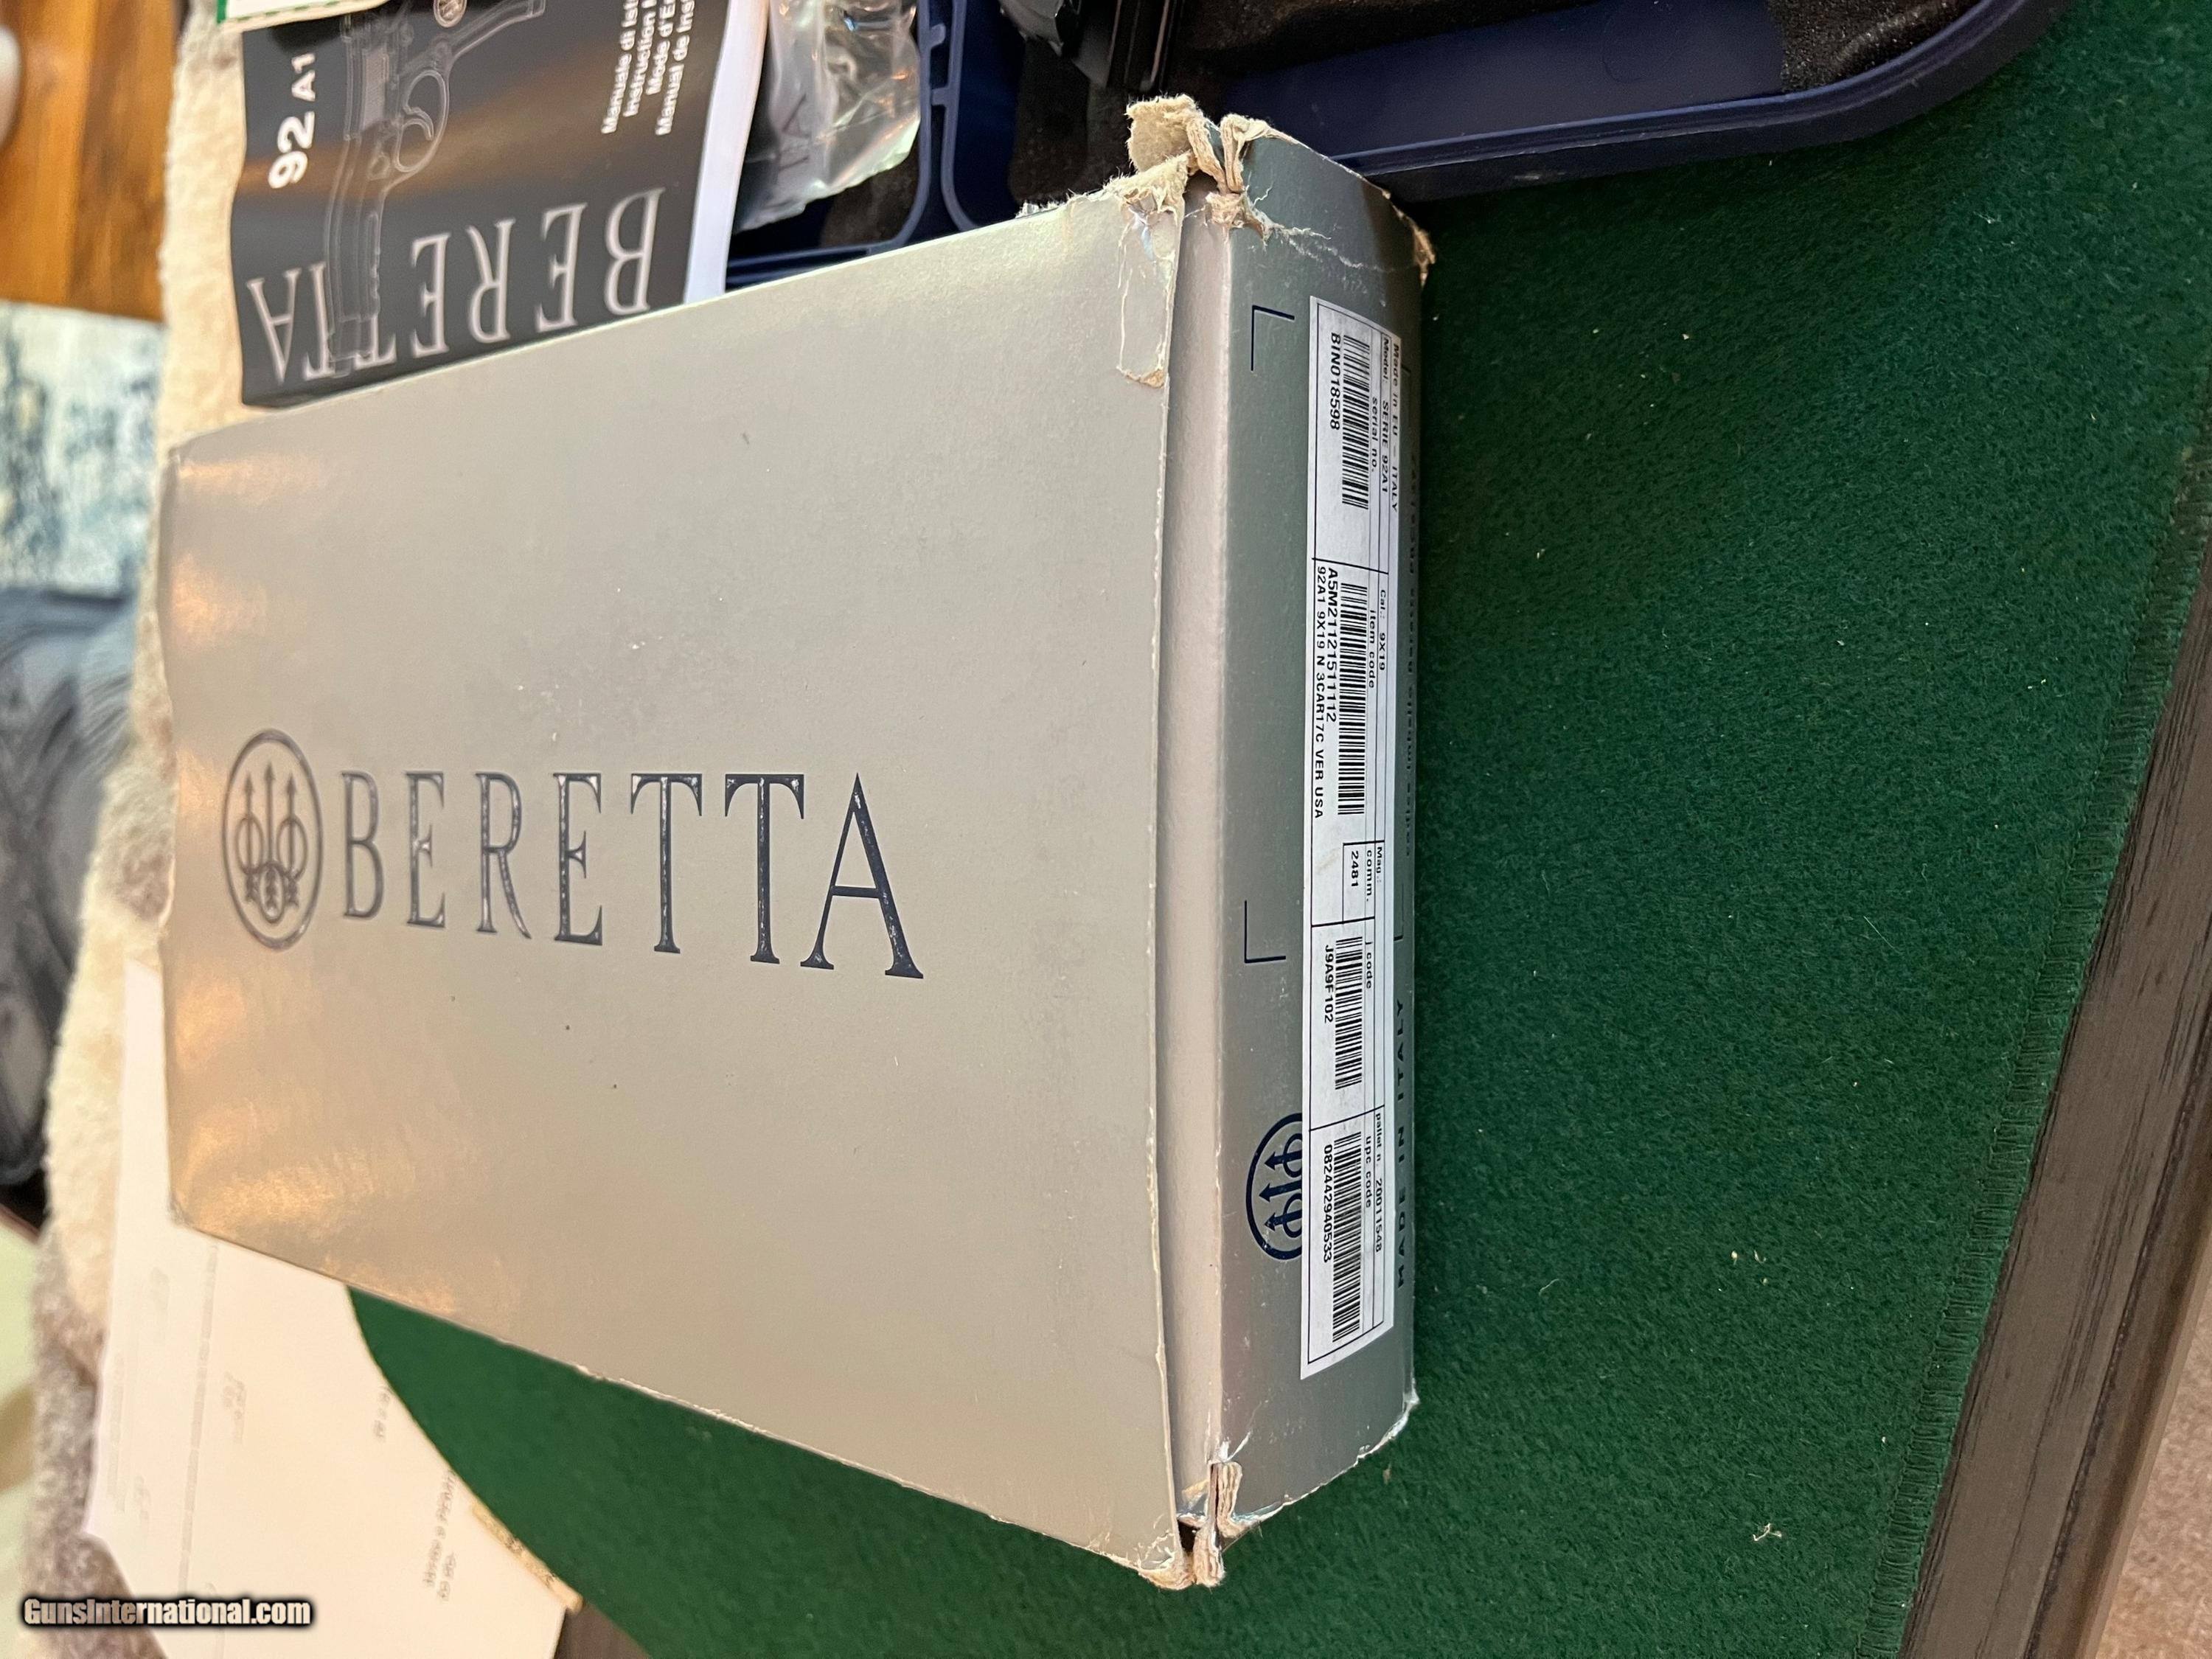 92 A1
BERETTA
BERETTA
Made in EU - ITALY
Model: SERIE 92A1
serial no.
BIN018598
Cal.: 9X19
item code
A5M2112151111112
92A1 9X19 N 3CAR17C VER USA
Mag.:
comm.
2481
j code
J9A9F102
pallet n. 20011548
upc code
082442940533
MADE IN ITALY
GunsInternational.com